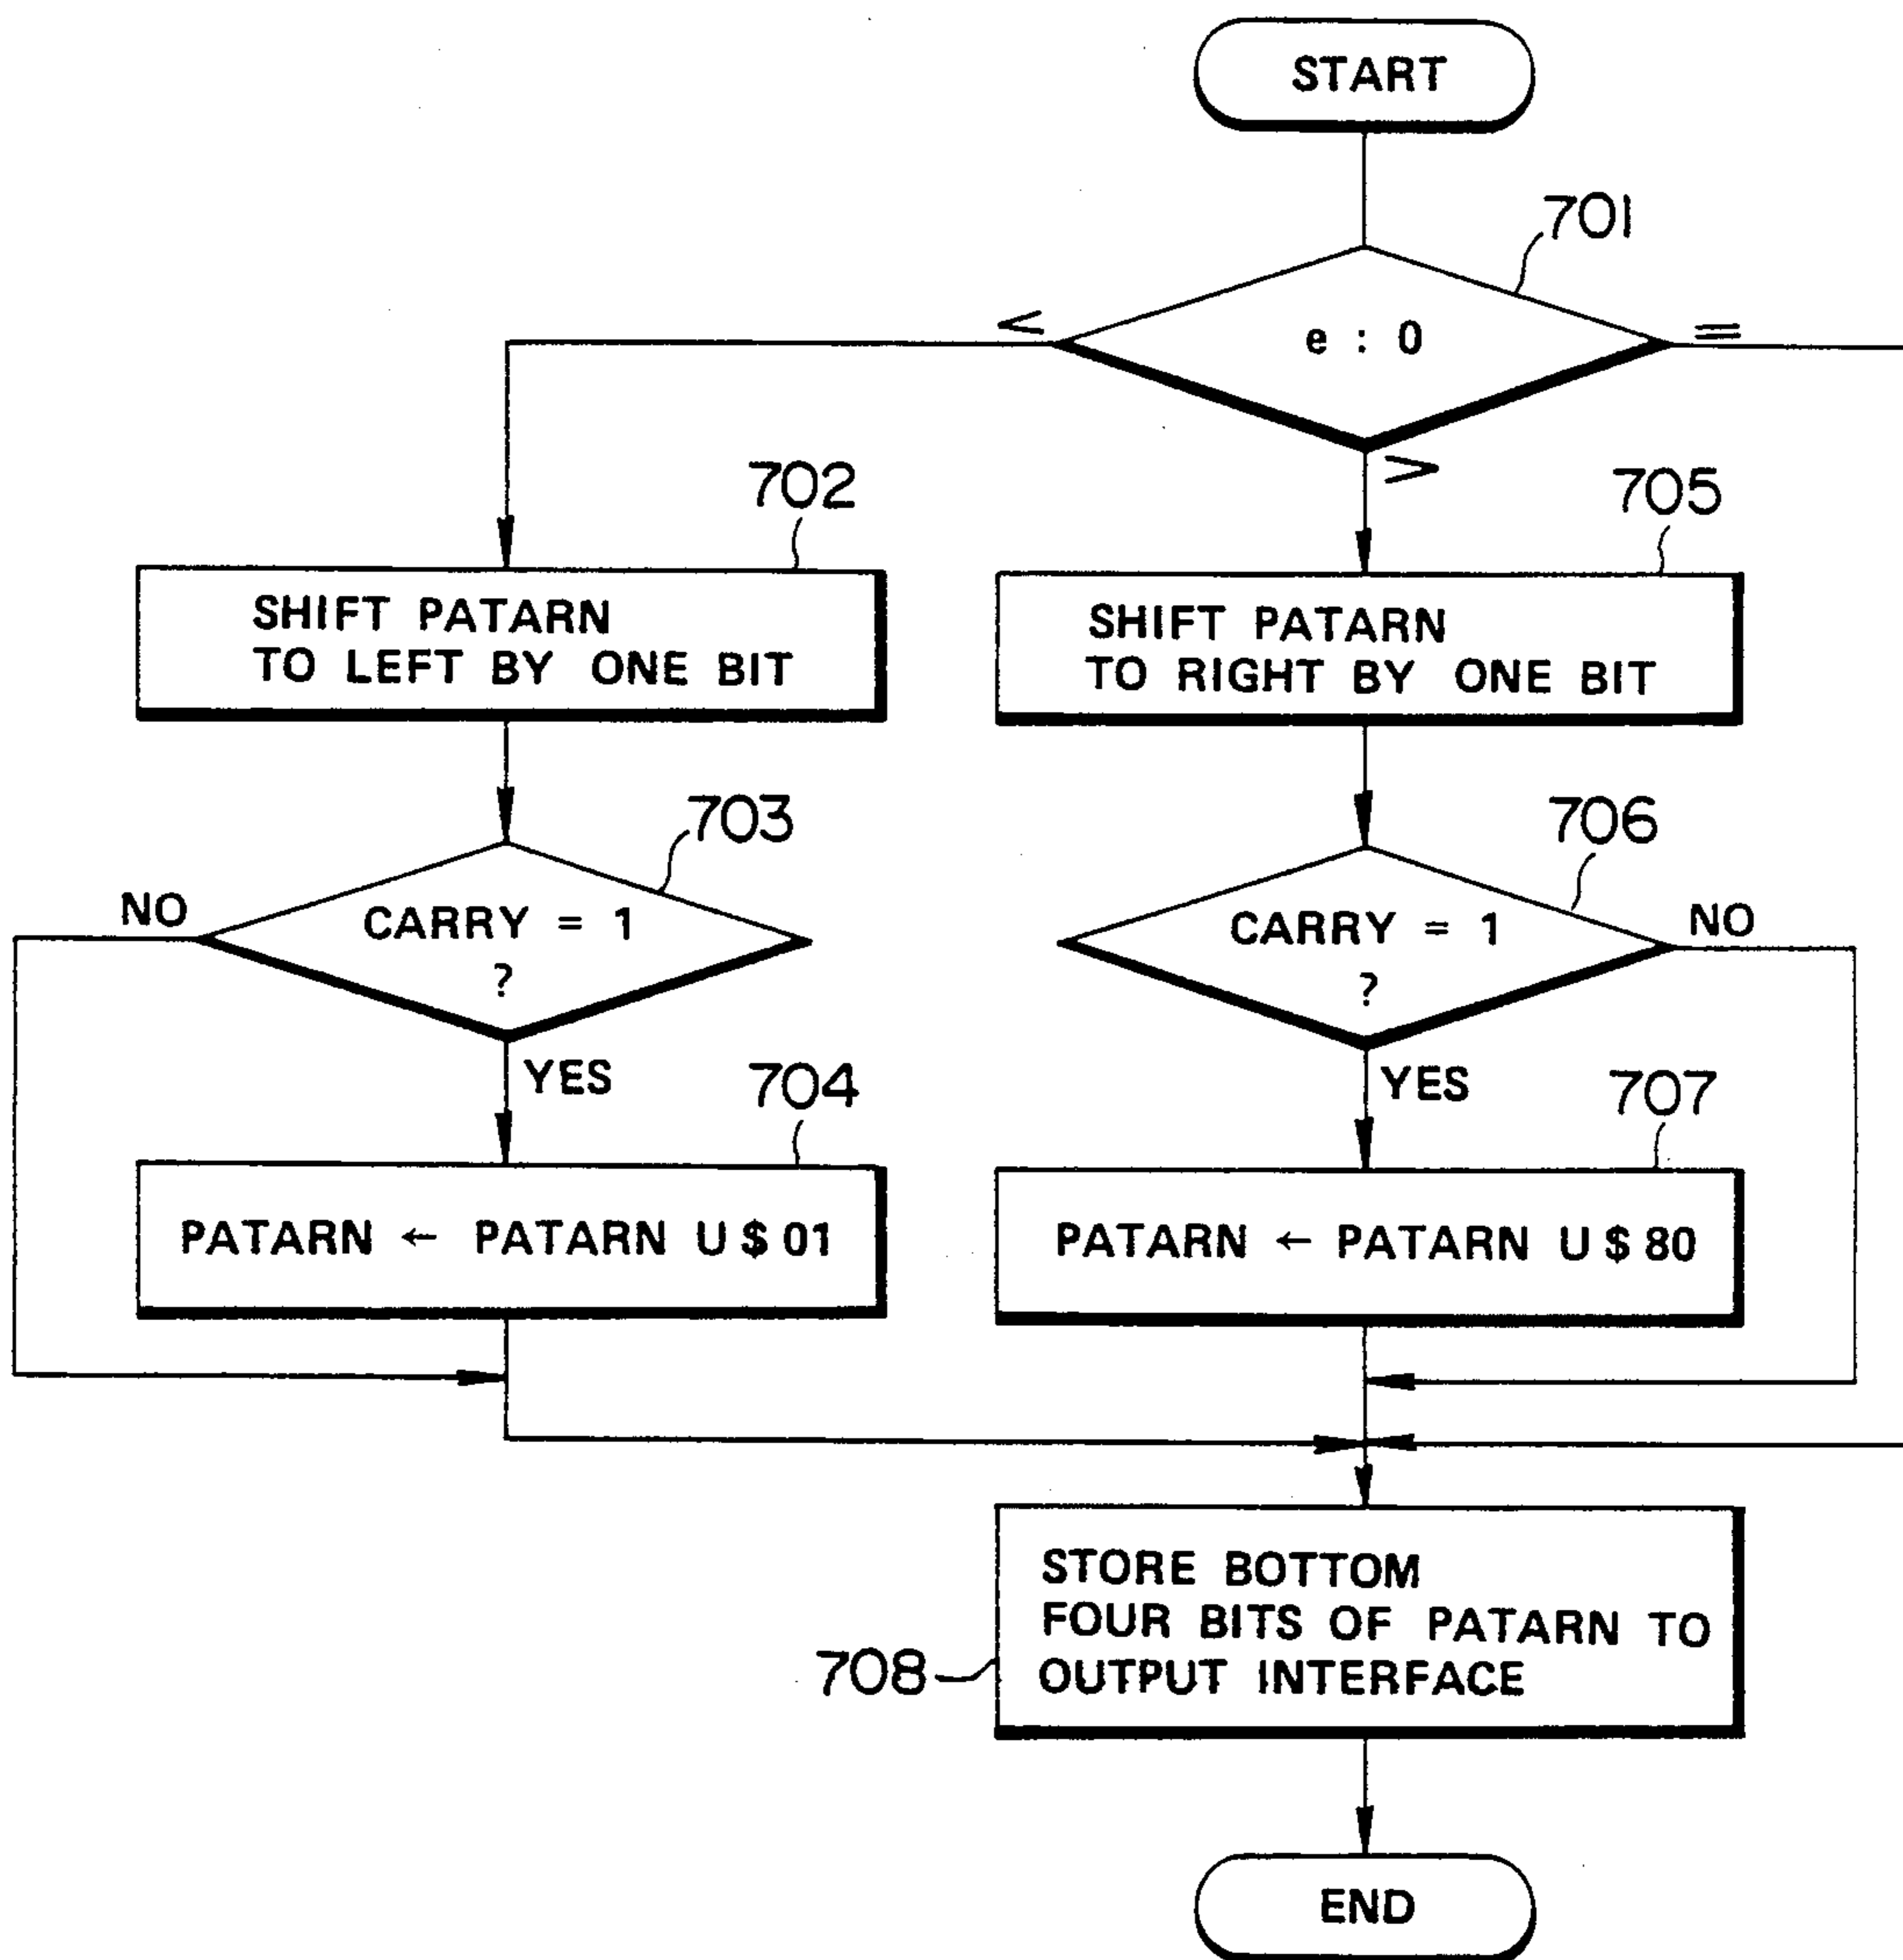 START
701
e : 0
<
=
>
702
SHIFT PATARN
TO LEFT BY ONE BIT
705
SHIFT PATARN
TO RIGHT BY ONE BIT
703
CARRY = 1
?
NO
YES
706
CARRY = 1
?
NO
YES
704
PATARN ← PATARN U $ 01
707
PATARN ← PATARN U $ 80
708
STORE BOTTOM
FOUR BITS OF PATARN TO
OUTPUT INTERFACE
END